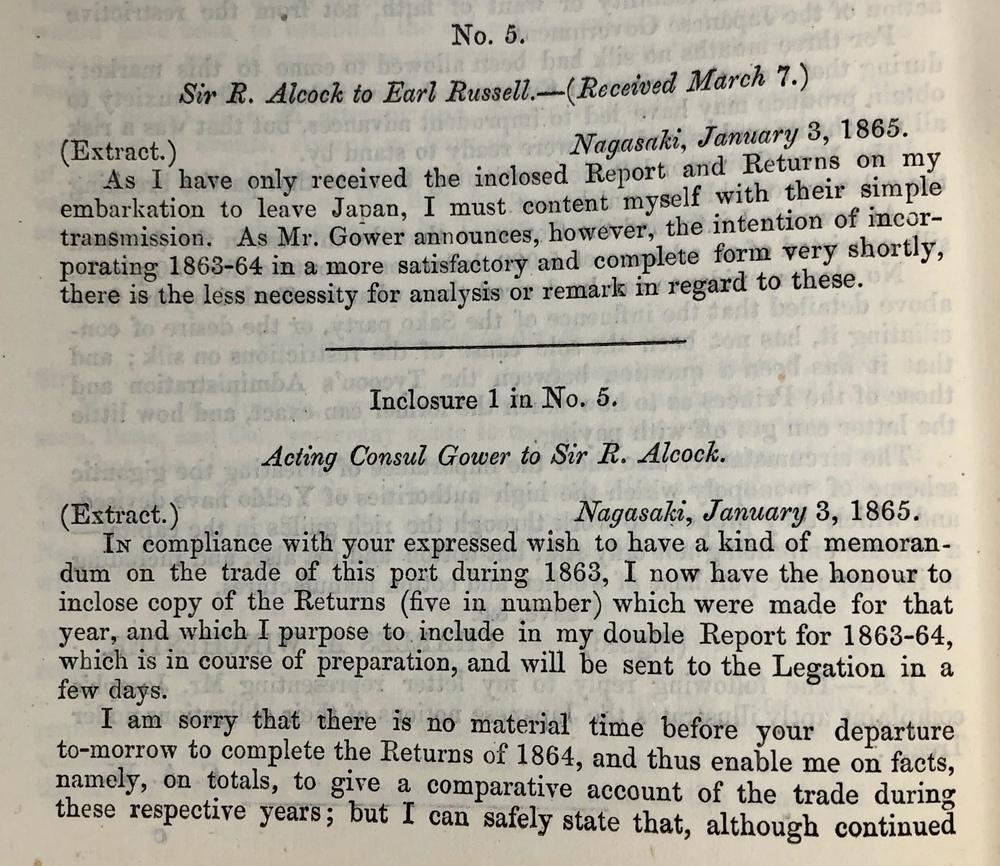 No. 5.
Sir R. Alcock to Earl Russell.—(Received March 7.)
(Extract.) Nagasaki, January 3, 1865.
As I have only received the inclosed Report and Returns on my
embarkation to leave Japan, I must content myself with their simple
transmission. As Mr. Gower announces, however, the intention of incor-
porating 1863-64 in a more satisfactory and complete form very shortly,
there is the less necessity for analysis or remark in regard to these.
Inclosure 1 in No. 5.
Acting Consul Gower to Sir R. Alcock.
(Extract.) Nagasaki, January 3, 1865.
IN compliance with your expressed wish to have a kind of memoran-
dum on the trade of this port during 1863, I now have the honour to
inclose copy of the Returns (five in number) which were made for that
year, and which I purpose to include in my double Report for 1863-64,
which is in course of preparation, and will be sent to the Legation in a
few days.
I am sorry that there is no material time before your departure
to-morrow to complete the Returns of 1864, and thus enable me on facts,
namely, on totals, to give a comparative account of the trade during
these respective years; but I can safely state that, although continued